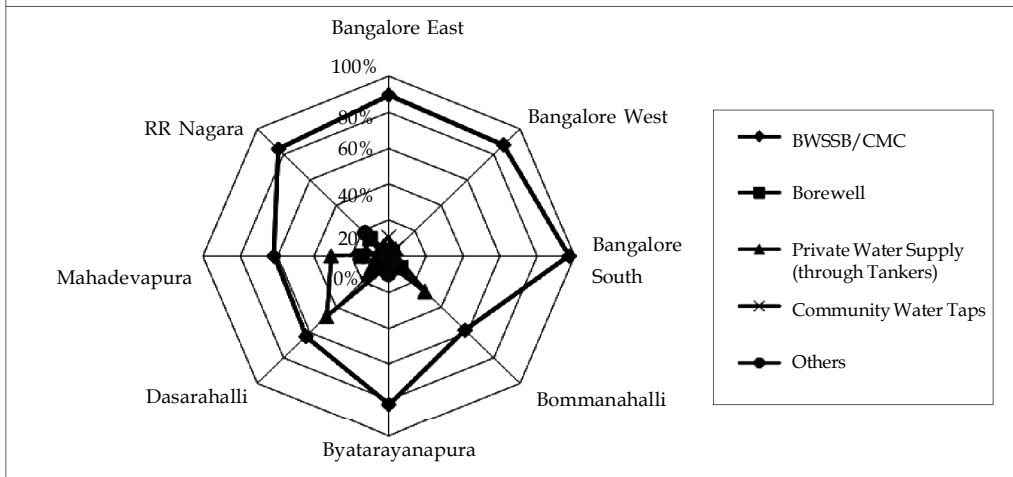 Bangalore East
100%
RR Nagara
80%
Bangalore West
60%
40%
20
0%
Mahadevapura
Bangalore
South
Dasarahalli
Bommanahalli
Byatarayanapura
BWSSB/CMC
Borewell
Private Water Supply
(through Tankers)
Community Water Taps
Others